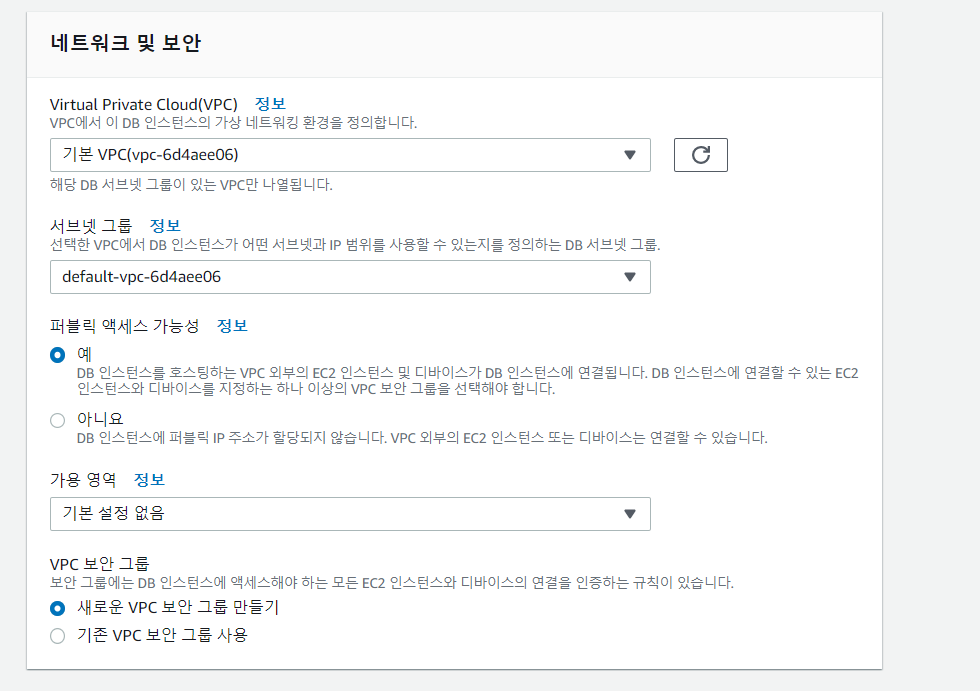 네트워크 및 보안
Virtual Private Cloud(VPC) 정보
VPC에서 이 DB 인스턴스의 가상 네트워킹 환경을 정의합니다.
기본 VPC(vpc-6d4aee06)
해당 DB 서브넷 그룹이 있는 VPC만 나열됩니다.
서브넷 그룹 정보
선택한 VPC에서 DB 인스턴스가 어떤 서브넷과 IP 범위를 사용할 수 있는지를 정의하는 DB 서브넷 그룹.
default-vpc-6d4aee06
퍼블릭 액세스 가능성 정보
예
DB 인스턴스를 호스팅하는 VPC 외부의 EC2 인스턴스 및 디바이스가 DB 인스턴스에 연결됩니다. DB 인스턴스에 연결할 수 있는 EC2
인스턴스와 디바이스를 지정하는 하나 이상의 VPC 보안 그룹을 선택해야 합니다.
아니요
DB 인스턴스에 퍼블릭 IP 주소가 할당되지 않습니다. VPC 외부의 EC2 인스턴스 또는 디바이스는 연결할 수 있습니다.
가용 영역 정보
기본 설정 없음
VPC 보안 그룹
보안 그룹에는 DB 인스턴스에 액세스해야 하는 모든 EC2 인스턴스와 디바이스의 연결을 인증하는 규칙이 있습니다.
새로운 VPC 보안 그룹 만들기
기존 VPC 보안 그룹 사용